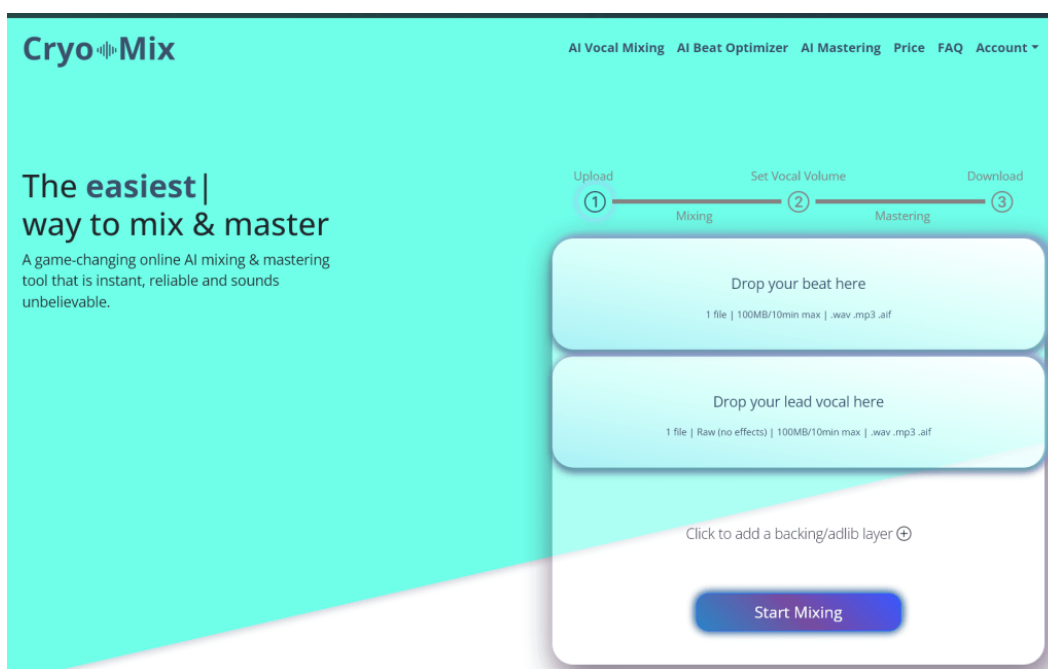 Cryo Mix
AI Vocal Mixing AI Beat Optimizer AI Mastering Price FAQ Account
The easiest|
way to mix & master
A game-changing online AI mixing & mastering
tool that is instant, reliable and sounds
unbelievable.
Upload Set Vocal Volume Download
1 2 3
Mixing Mastering
Drop your beat here
1 file | 100MB/10min max | .wav .mp3 .aif
Drop your lead vocal here
1 file | Raw (no effects) | 100MB/10min max | .wav .mp3 .aif
Click to add a backing/adlib layer
Start Mixing